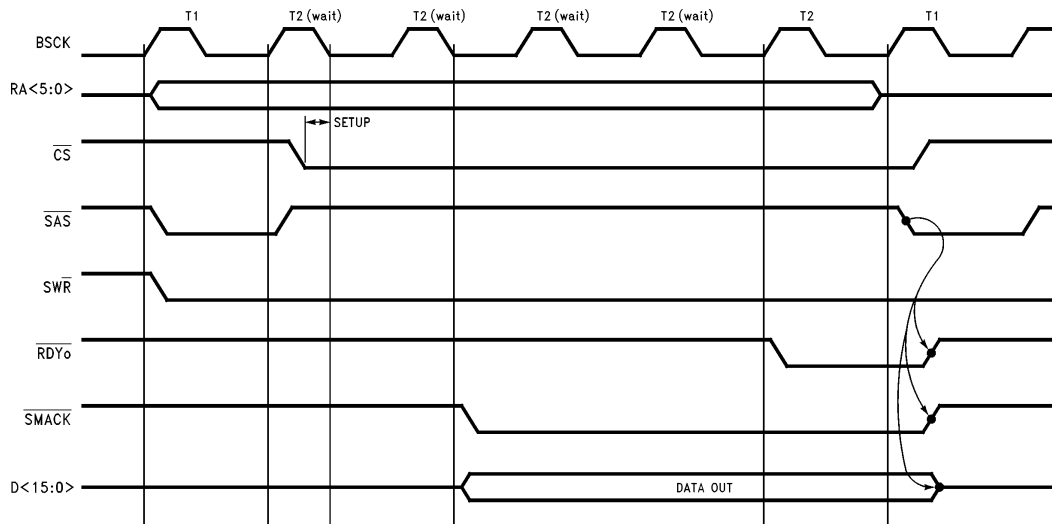 T1 T2 (wait) T2 (wait) T2 (wait) T2 (wait) T2 T1
BSCK
RA<5:0>
SETUP
CS
SAS
SWR
RDYo
SMACK
D<15:0> DATA OUT